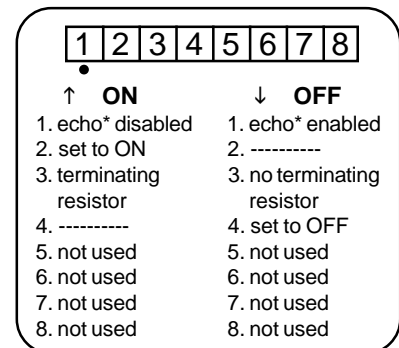 1 2 3 4 5 6 7 8
↑ ON
1. echo* disabled
2. set to ON
3. terminating
resistor
4. ----------
5. not used
6. not used
7. not used
8. not used
↓ OFF
1. echo* enabled
2. ----------
3. no terminating
resistor
4. set to OFF
5. not used
6. not used
7. not used
8. not used